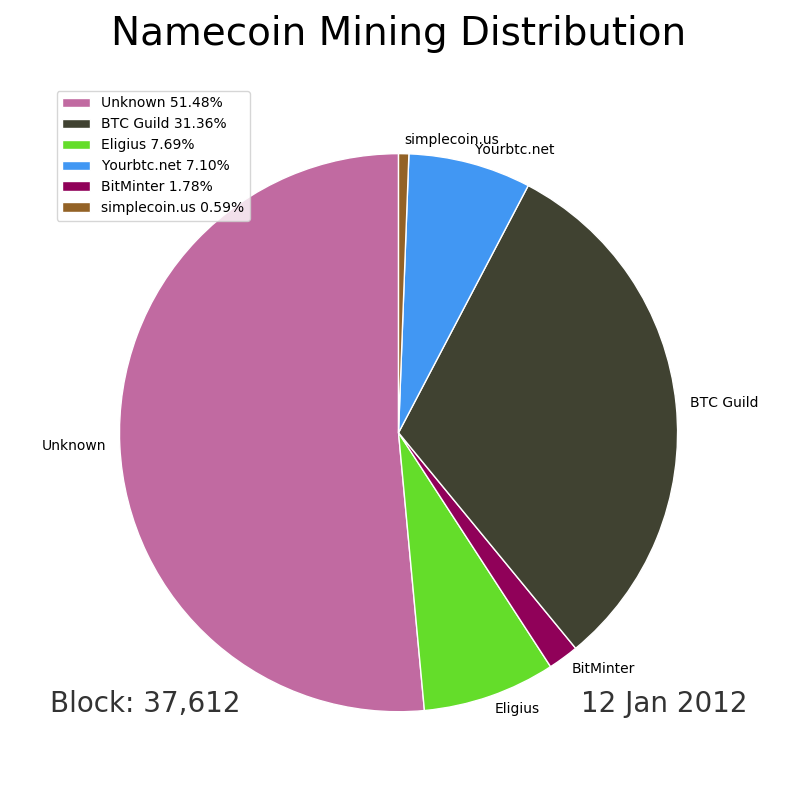 Namecoin Mining Distribution
Unknown 51.48%
BTC Guild 31.36%
Eligius 7.69%
Yourbtc.net 7.10%
BitMinter 1.78%
simplecoin.us 0.59%
simplecoin.us
Yourbtc.net
BTC Guild
Unknown
BitMinter
Eligius
Block: 37,612
12 Jan 2012